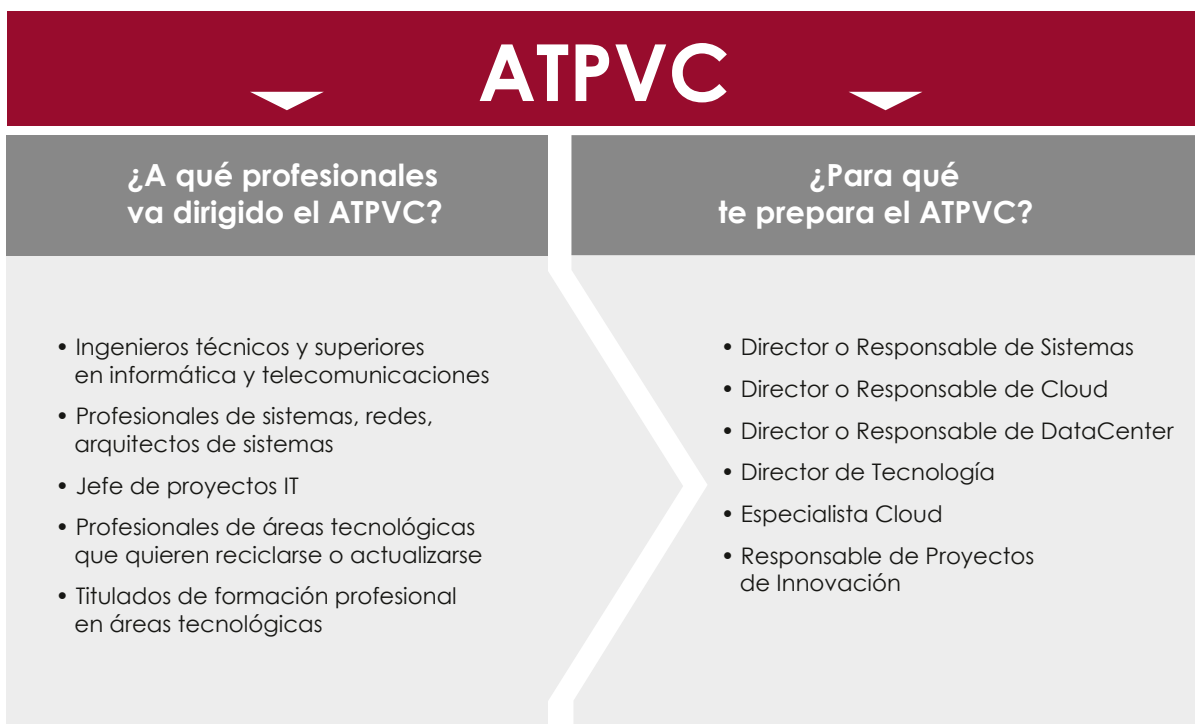 ATPVC
¿A qué profesionales
va dirigido el ATPVC?
• Ingenieros técnicos y superiores
en informática y telecomunicaciones
• Profesionales de sistemas, redes,
arquitectos de sistemas
• Jefe de proyectos IT
• Profesionales de áreas tecnológicas
que quieren reciclarse o actualizarse
• Titulados de formación profesional
en áreas tecnológicas
¿Para qué
te prepara el ATPVC?
• Director o Responsable de Sistemas
• Director o Responsable de Cloud
• Director o Responsable de DataCenter
• Director de Tecnología
• Especialista Cloud
• Responsable de Proyectos
de Innovación